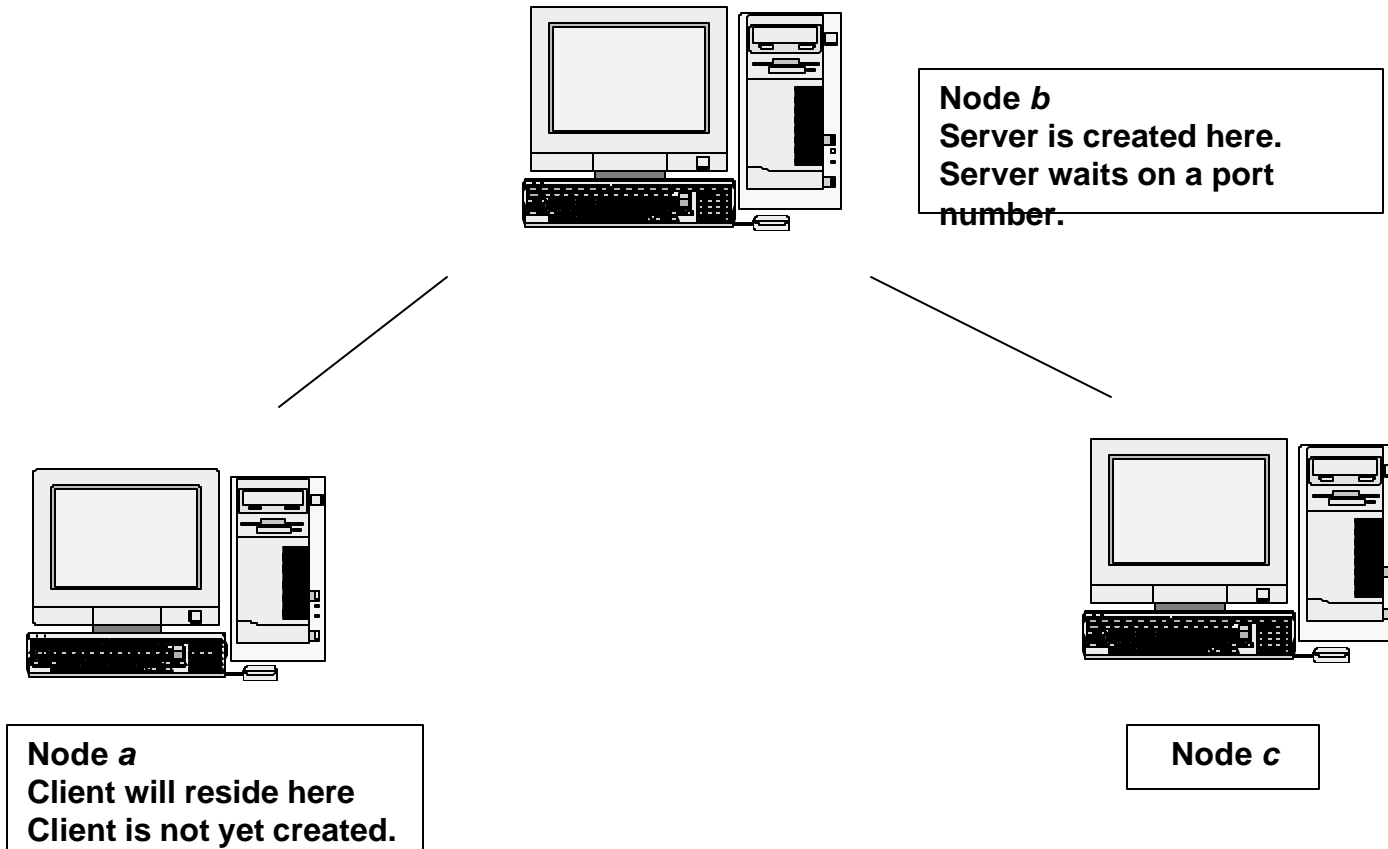 Node b
Server is created here.
Server waits on a port
number.
Node a
Client will reside here
Client is not yet created.
Node c